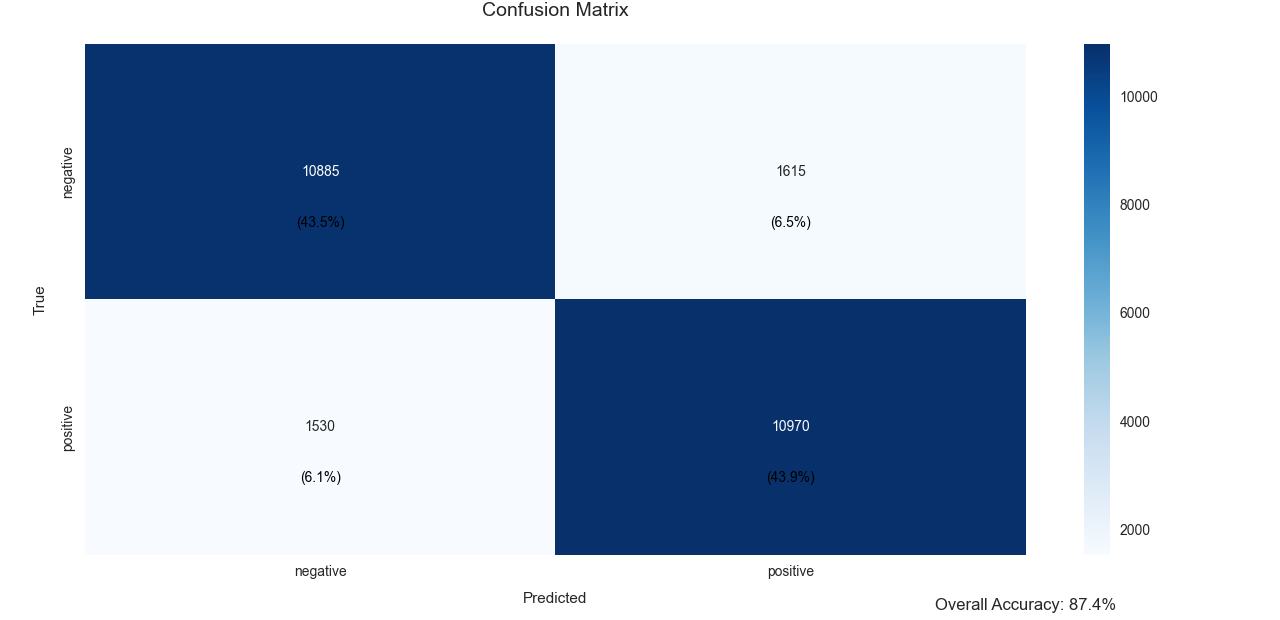 Confusion Matrix
negative
10885
1615
(43.5%)
(6.5%)
True
positive
1530
10970
(6.1%)
(43.9%)
negative
positive
Predicted
10000
8000
6000
4000
2000
Overall Accuracy: 87.4%